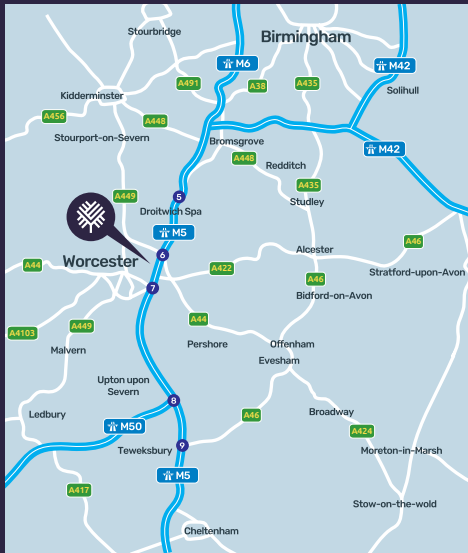 Stourbridge
Birmingham
M6
M42
A491
A38
A435
Solihull
Kidderminster
A456
A448
Stourport-on-Severn
Bromsgrove
M42
A448
Redditch
A435
A449
5
Studley
Droitwich Spa
M5
A46
Alcester
6
Worcester
A44
A422
Stratford-upon-Avon
A46
7
Bidford-on-Avon
A44
A449
A4103
Pershore
Offenham
Malvern
Evesham
Upton upon
Severn
8
Ledbury
A46
Broadway
M50
A424
9
Teweksbury
Moreton-in-Marsh
M5
A417
Stow-on-the-wold
Cheltenham